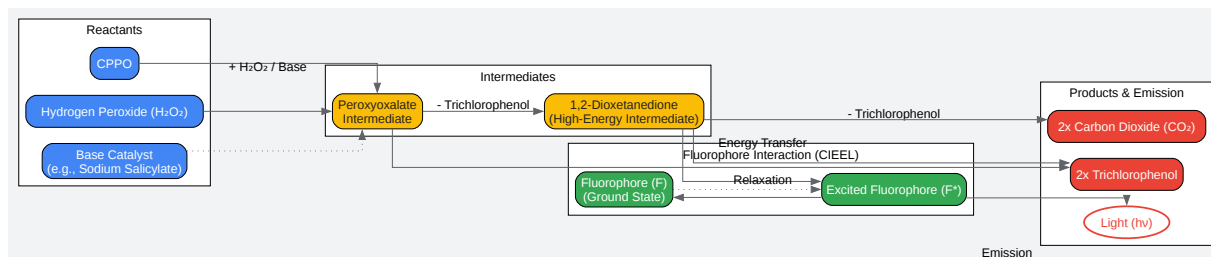 Reactants
CPPO
+ H₂O₂ / Base
Hydrogen Peroxide (H₂O₂)
Base Catalyst
(e.g., Sodium Salicylate)
Intermediates
Peroxyoxalate
Intermediate
- Trichlorophenol
1,2-Dioxetanedione
(High-Energy Intermediate)
- Trichlorophenol
Energy Transfer
Fluorophore Interaction (CIEEL)
Fluorophore (F)
(Ground State)
Relaxation
Excited Fluorophore (F*)
Products & Emission
2x Carbon Dioxide (CO₂)
2x Trichlorophenol
Light (hν)
Emission